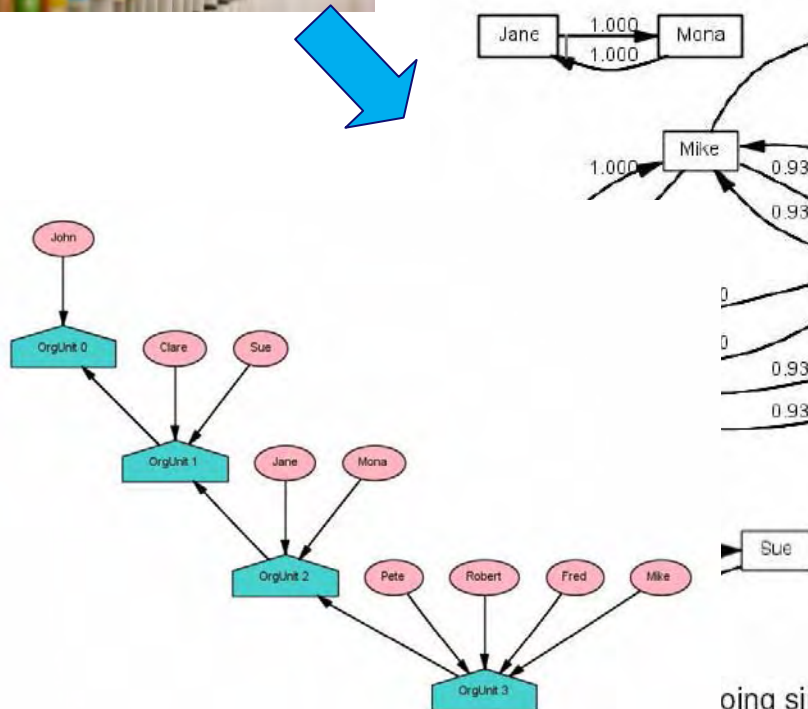 Jane
1.000
Mona
1.000
Mike
1.000
0.93
0.93
John
OrgUnit 0
Clare
Sue
0.93
0.93
OrgUnit 1
Jane
Mona
Sue
OrgUnit 2
Pete
Robert
Fred
Mike
OrgUnit 3